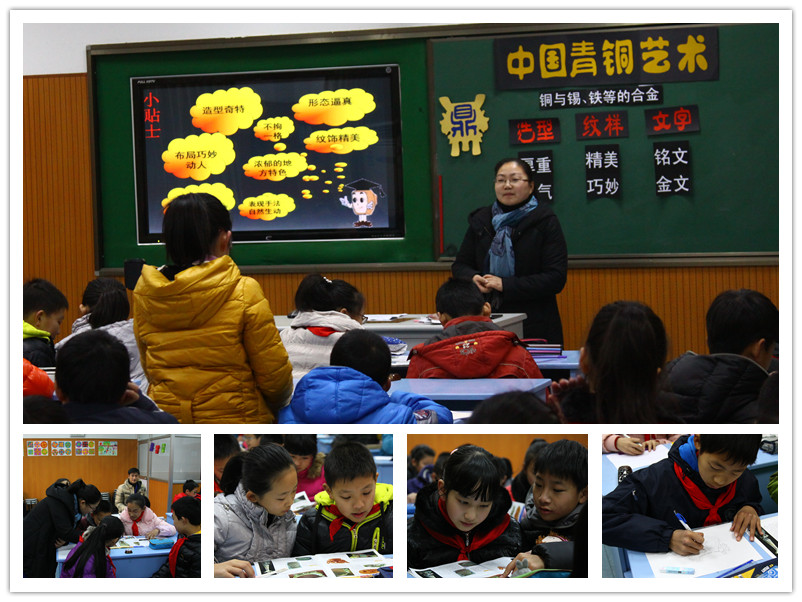 小贴士
造型奇特
形态逼真
不拘
一格
纹饰精美
布局巧妙
动人
浓郁的地
方特色
表现手法
自然生动
中国青铜艺术
铜与锡、铁等的合金
鼎
造型
纹样
文字
厚重
精美
铭文
巧妙
金文